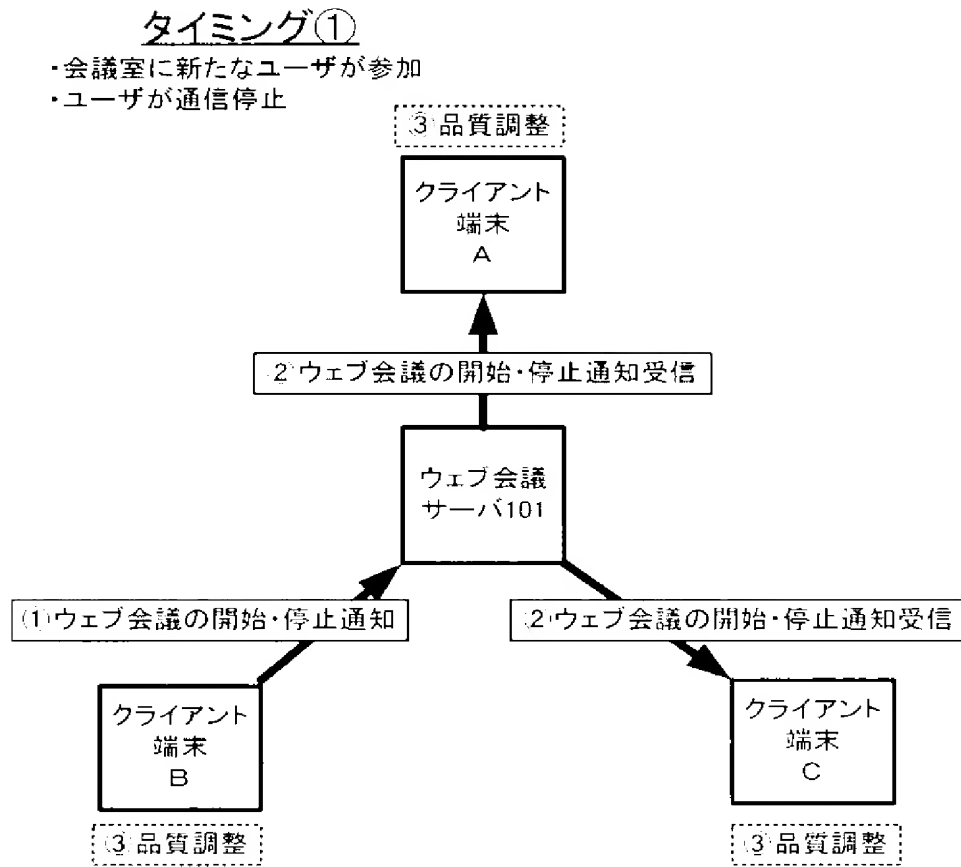 タイミング①
・会議室に新たなユーザが参加
・ユーザが通信停止
③品質調整
クライアント
端末
A
②ウェブ会議の開始・停止通知受信
ウェブ会議
サーバ101
①ウェブ会議の開始・停止通知
②ウェブ会議の開始・停止通知受信
クライアント
端末
B
クライアント
端末
C
③品質調整
③品質調整